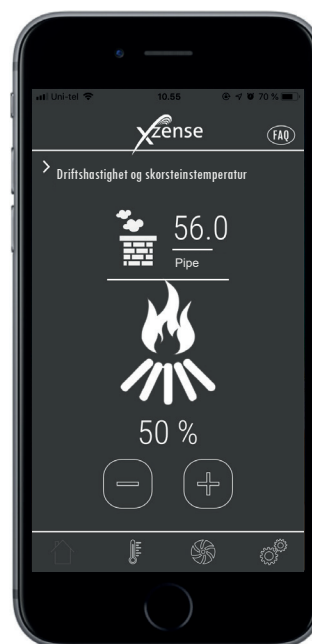 Uni-tel 10.55 70 %
xzense
FAQ
> Driftshastighet og skorsteinstemperatur
56.0
Pipe
50 %
− +